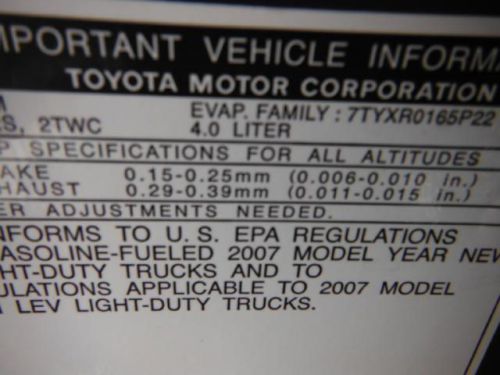 MPORTANT VEHICLE INFORMA
TOYOTA MOTOR CORPORATION
M
EVAP. FAMILY : 7TYXR0165P22
S, 2TWC
4.0 LITER
P SPECIFICATIONS FOR ALL ALTITUDES
AKE 0.15-0.25mm (0.006-0.010 in.)
HAUST 0.29-0.39mm (0.011-0.015 in.)
ER ADJUSTMENTS NEEDED.
NFORMS TO U.S. EPA REGULATIONS
ASOLINE-FUELED 2007 MODEL YEAR NEW
HT-DUTY TRUCKS AND TO
ULATIONS APPLICABLE TO 2007 MODEL
LEV LIGHT-DUTY TRUCKS.